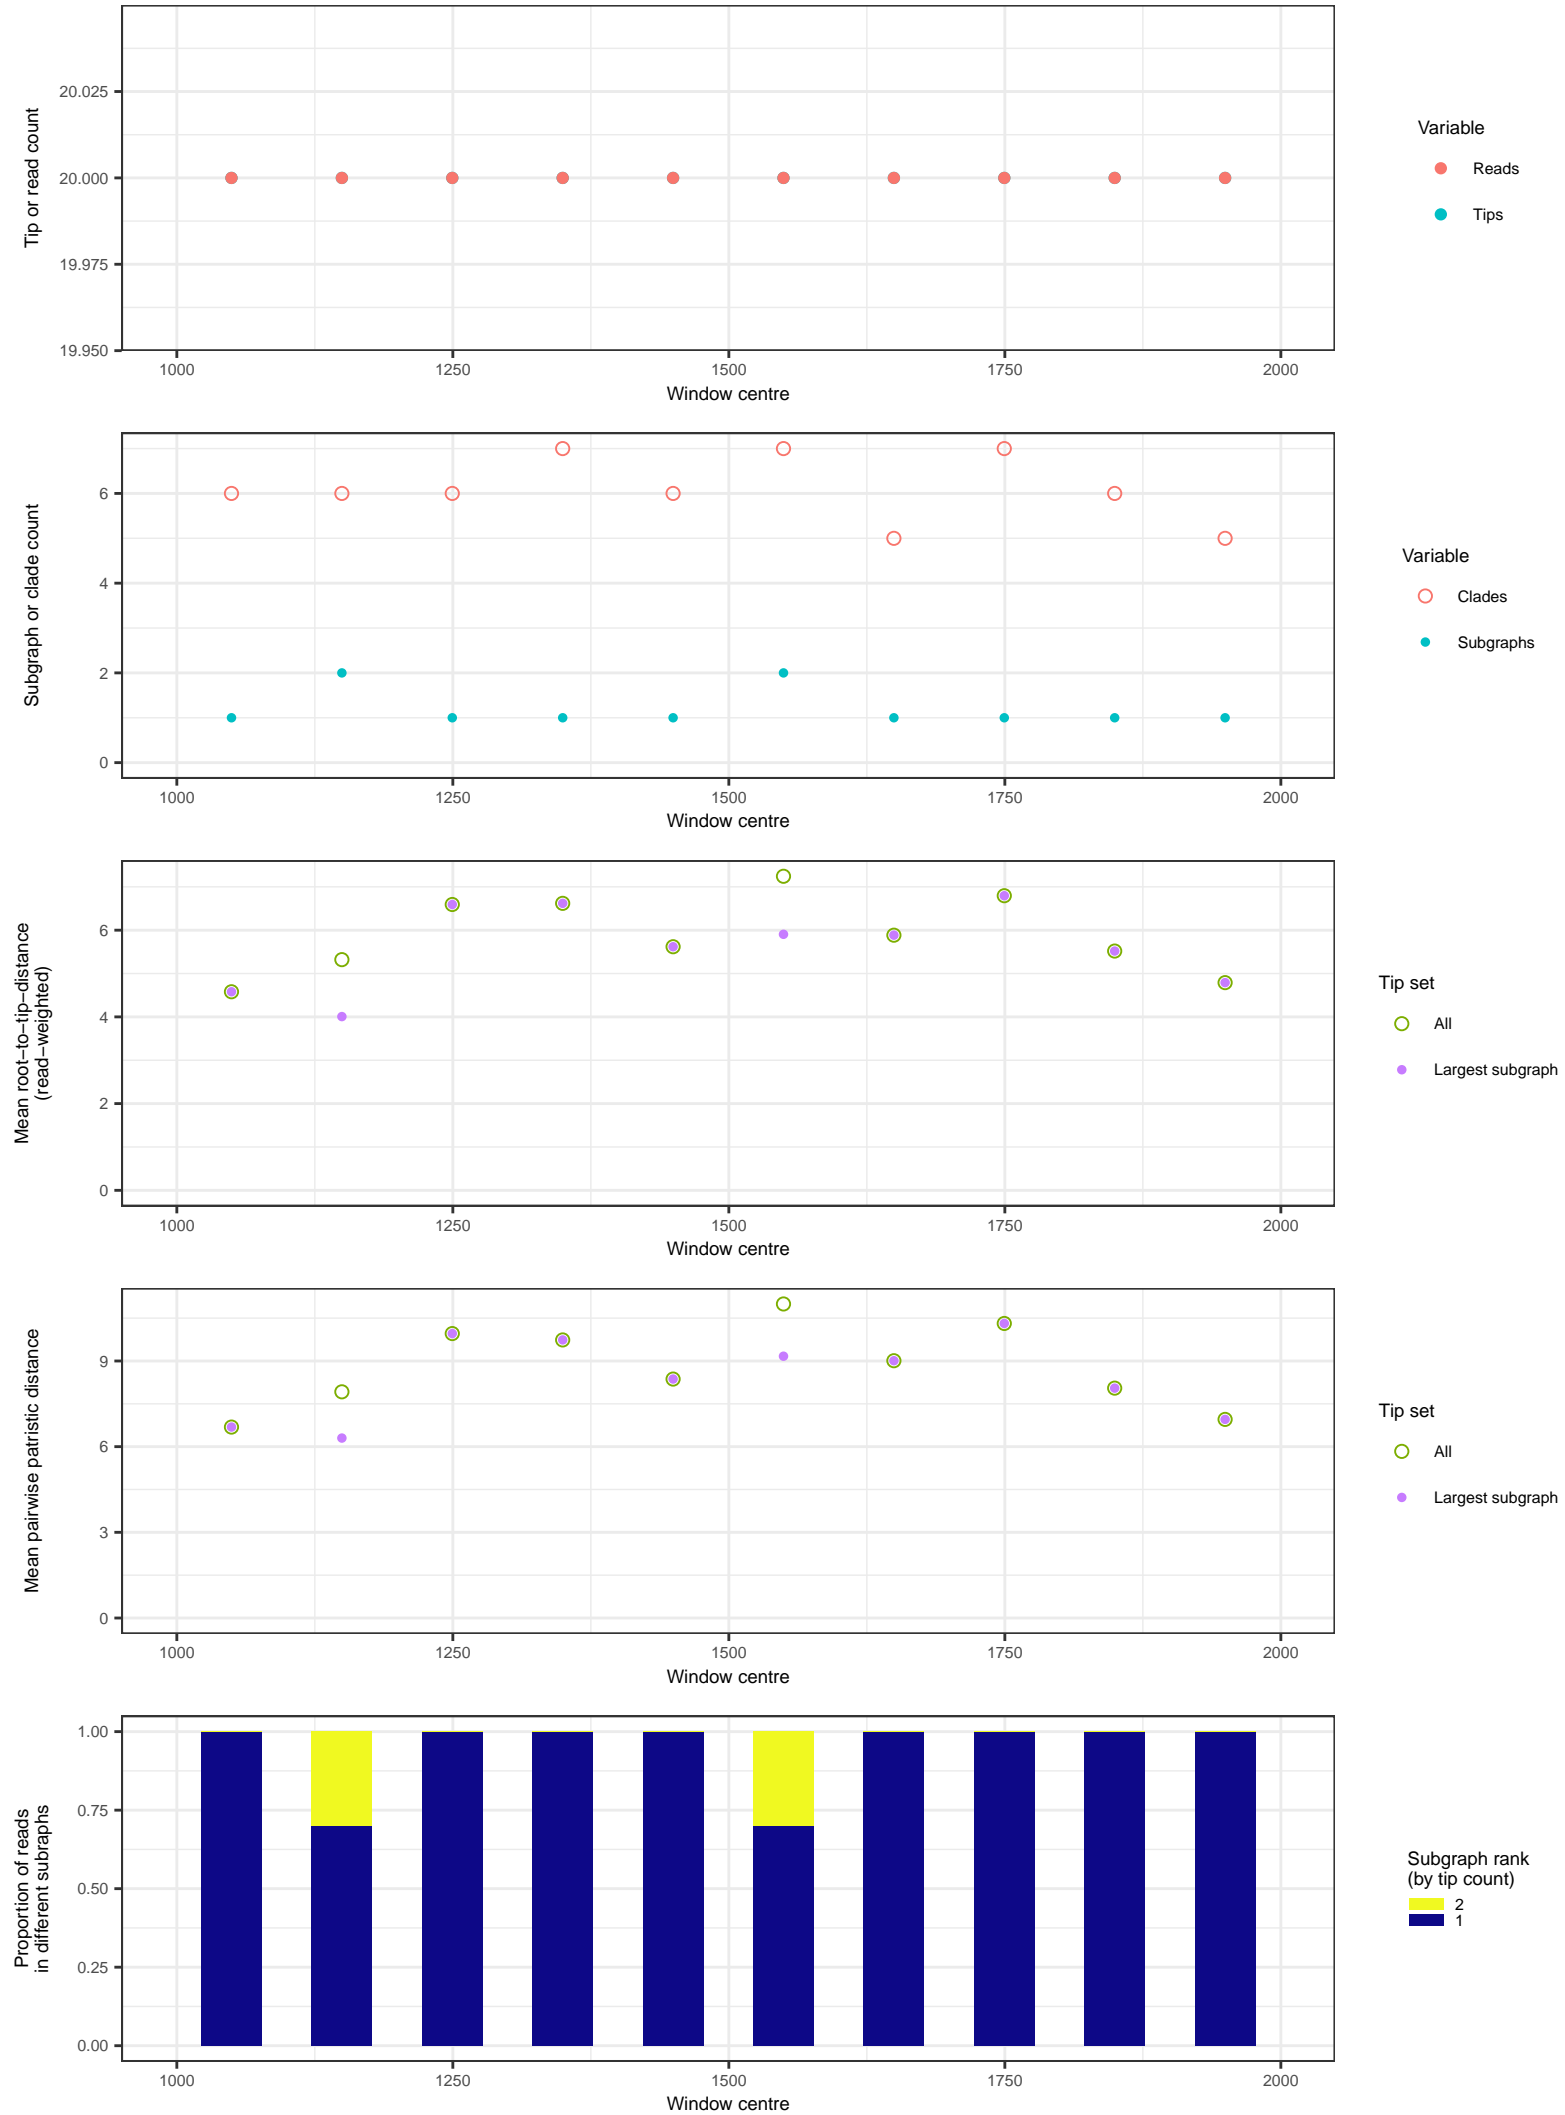 Tip or read count
20.025
20.000
19.975
19.950
1000 1250 1500 1750 2000
Window centre
Variable
Reads
Tips
Subgraph or clade count
6
4
2
0
1000 1250 1500 1750 2000
Window centre
Variable
Clades
Subgraphs
Mean root−to−tip−distance
(read−weighted)
6
4
2
0
1000 1250 1500 1750 2000
Window centre
Tip set
All
Largest subgraph
Mean pairwise patristic distance
9
6
3
0
1000 1250 1500 1750 2000
Window centre
Tip set
All
Largest subgraph
Proportion of reads
in different subraphs
1.00
0.75
0.50
0.25
0.00
1000 1250 1500 1750 2000
Window centre
Subgraph rank
(by tip count)
2
1